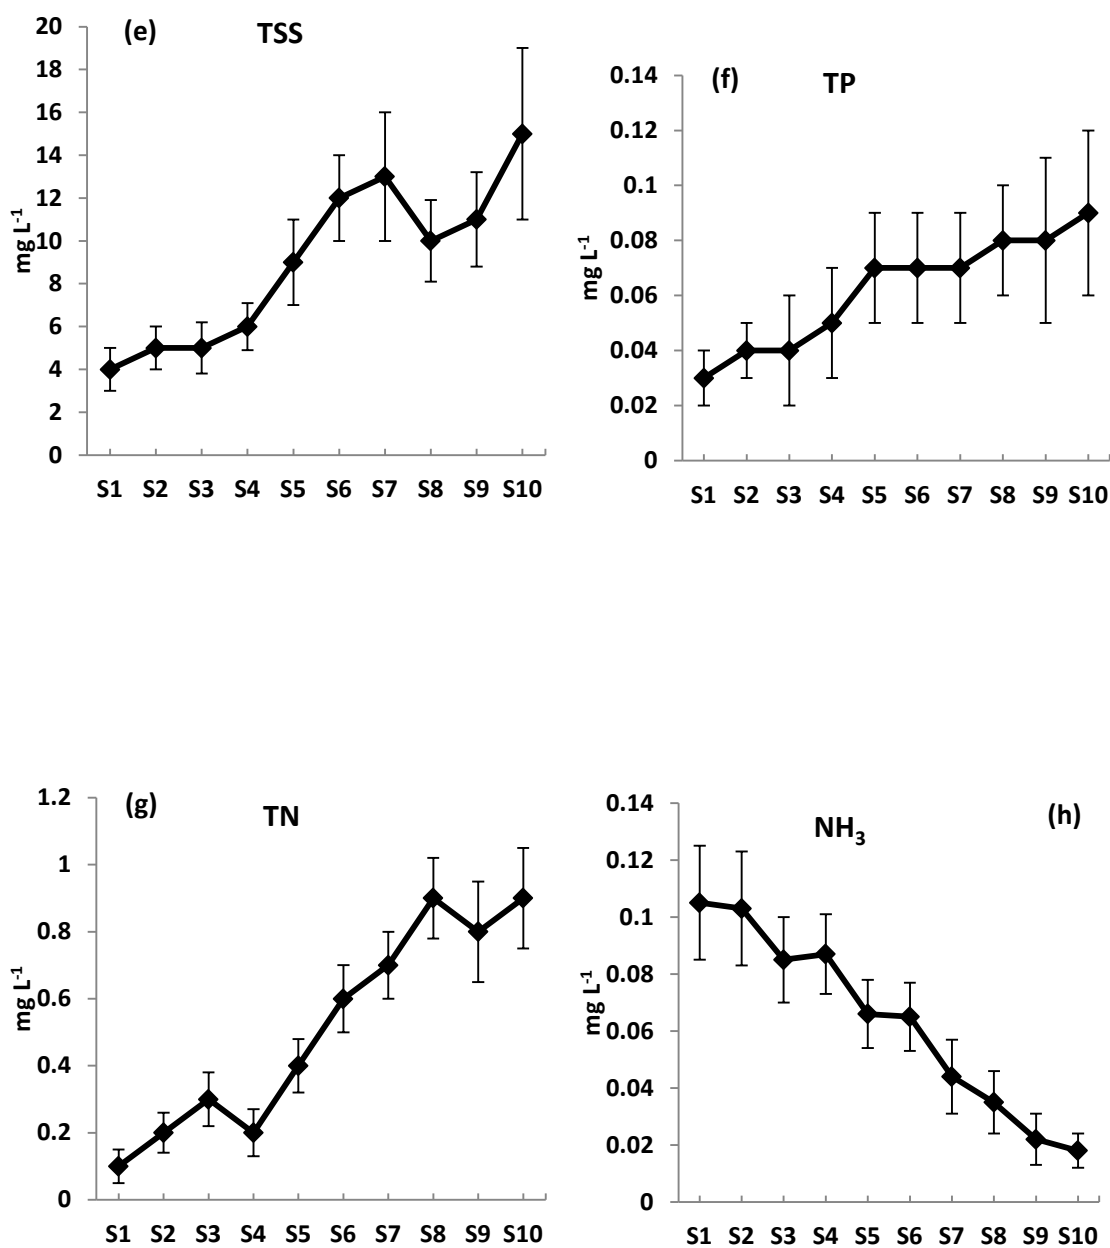 (e) TSS
20
18
16
14
12
10
8
6
4
2
0
mg L-1
S1 S2 S3 S4 S5 S6 S7 S8 S9 S10
(f) TP
0.14
0.12
0.1
0.08
0.06
0.04
0.02
0
mg L-1
S1 S2 S3 S4 S5 S6 S7 S8 S9 S10
(g) TN
1.2
1
0.8
0.6
0.4
0.2
0
mg L-1
S1 S2 S3 S4 S5 S6 S7 S8 S9 S10
NH3 (h)
0.14
0.12
0.1
0.08
0.06
0.04
0.02
0
mg L-1
S1 S2 S3 S4 S5 S6 S7 S8 S9 S10